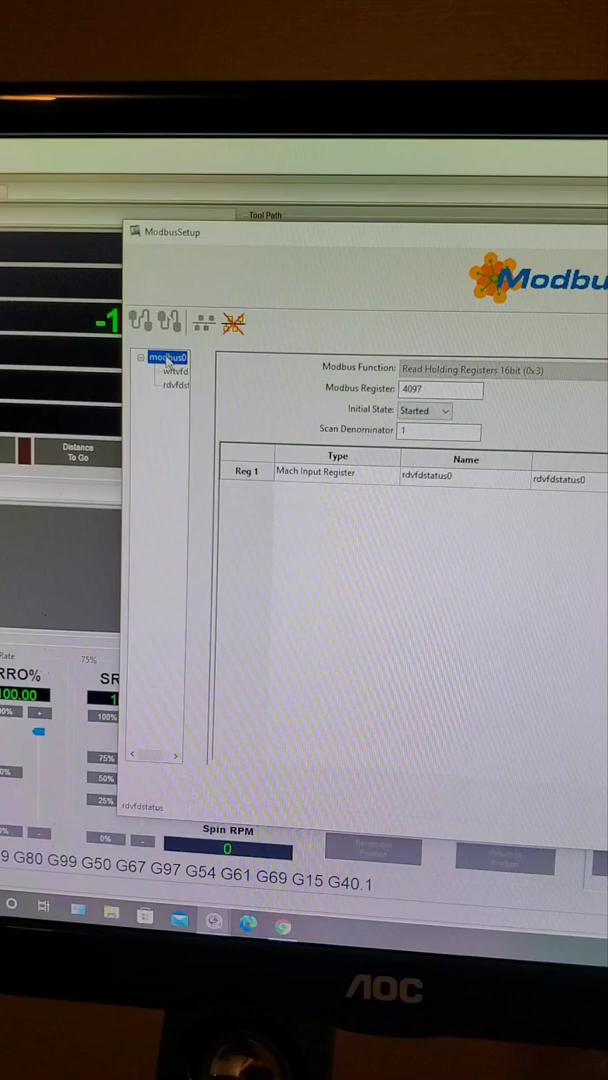 Tool Path
ModbusSetup
Modbu
-1
modbus0
wrtvfd
rdvfdst
Modbus Function:
Read Holding Registers 16bit (0x3)
Modbus Register:
4097
Initial State:
Started
Scan Denominator
1
Type
Name
Reg 1
Mach Input Register
rdvfdstatus0
rdvfdstatus0
Distance
To Go
Rate
RRO%
100.00
75%
SR
1
100%
75%
50%
25%
0%
rdvfdstatus
Spin RPM
0
9 G80 G99 G50 G67 G97 G54 G61 G69 G15 G40.1
AOC